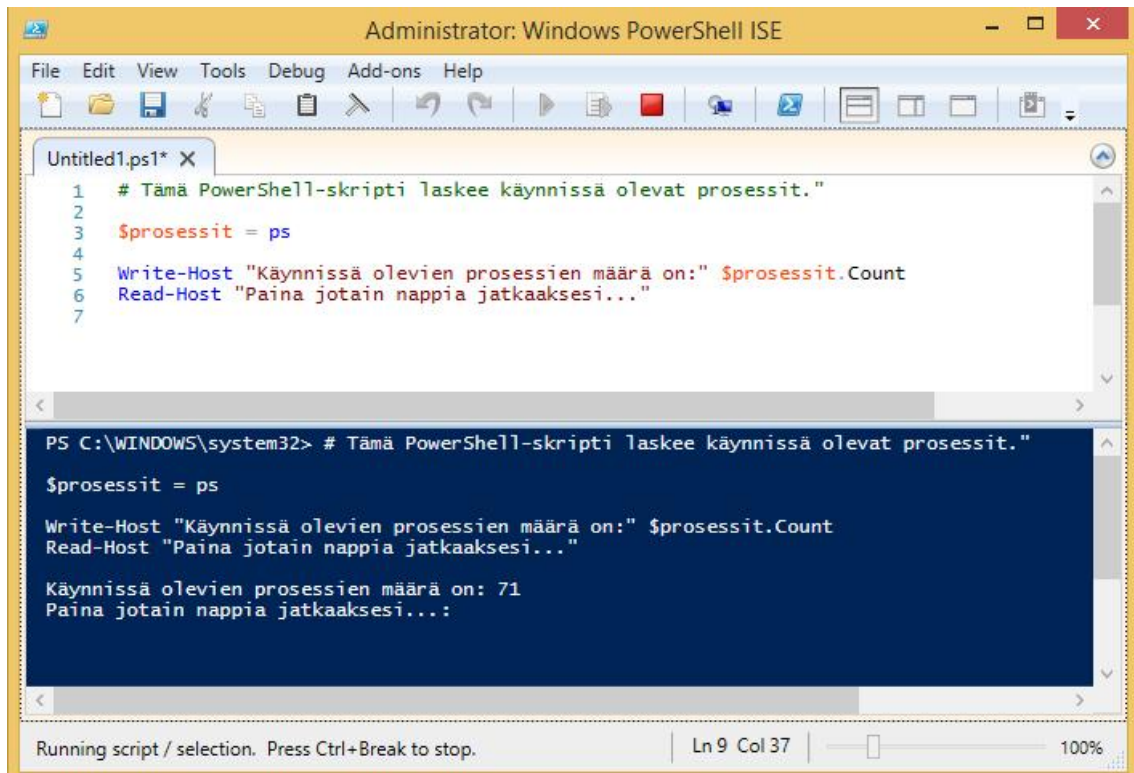 Administrator: Windows PowerShell ISE
File Edit View Tools Debug Add-ons Help
Untitled1.ps1* X
1 # Tämä PowerShell-skripti laskee käynnissä olevat prosessit."
2
3 $prosessit = ps
4
5 Write-Host "Käynnissä olevien prosessien määrä on:" $prosessit.Count
6 Read-Host "Paina jotain nappia jatkaaksesi..."
7
PS C:\WINDOWS\system32> # Tämä PowerShell-skripti laskee käynnissä olevat prosessit."
$prosessit = ps
Write-Host "Käynnissä olevien prosessien määrä on:" $prosessit.Count
Read-Host "Paina jotain nappia jatkaaksesi..."
Käynnissä olevien prosessien määrä on: 71
Paina jotain nappia jatkaaksesi...:
Running script / selection. Press Ctrl+Break to stop. Ln 9 Col 37 100%